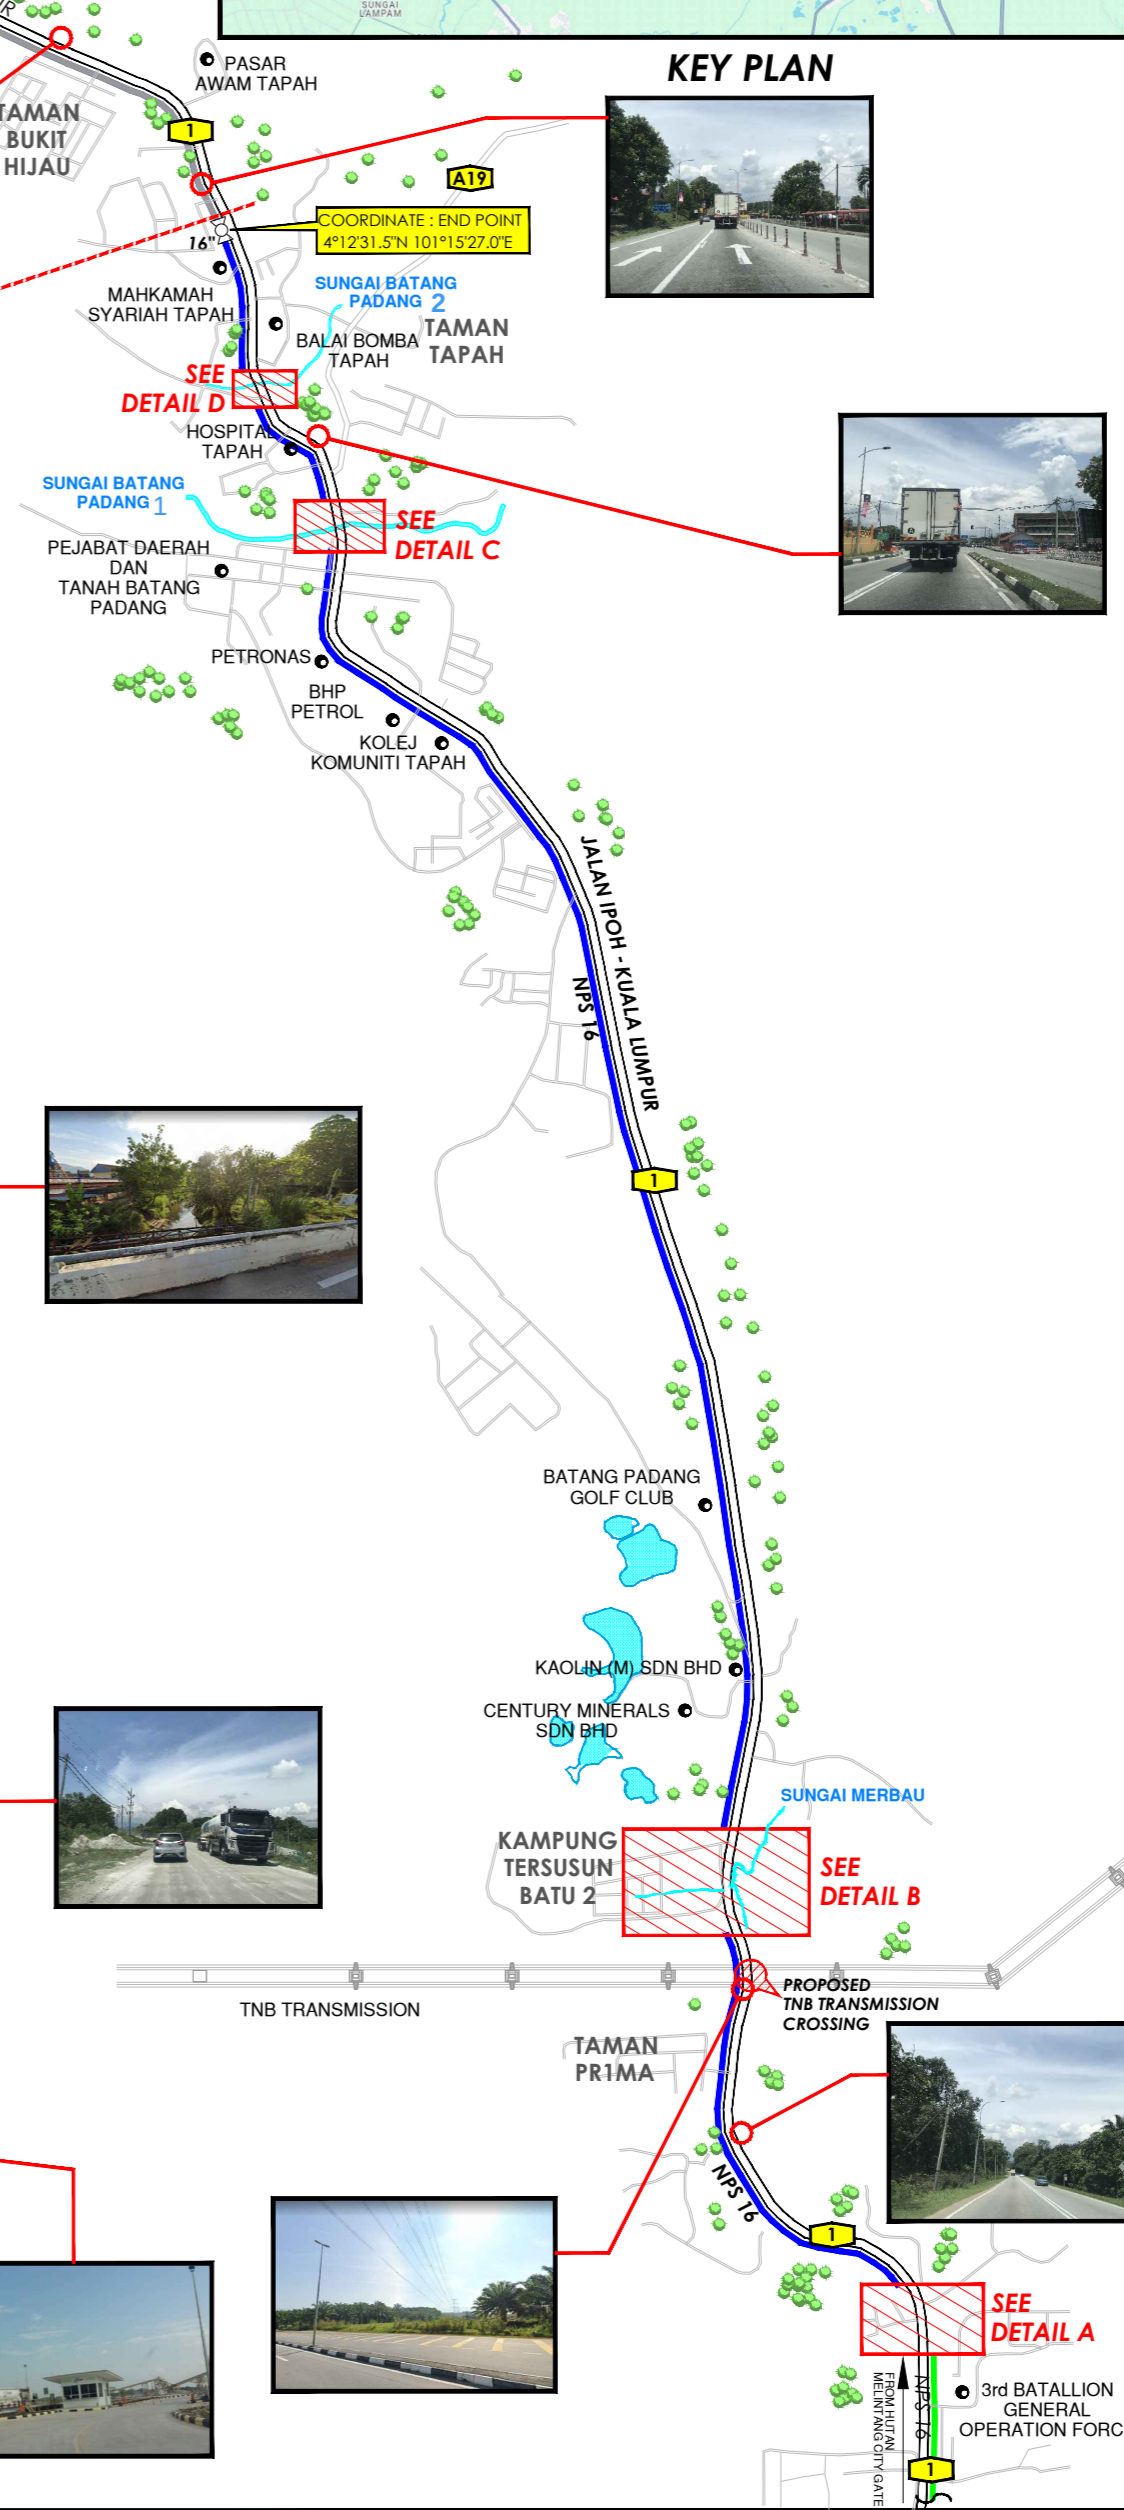 SUNGAI
LAMPAM
KEY PLAN
PASAR
AWAM TAPAH
TAMAN
BUKIT
HIJAU
1
A19
COORDINATE : END POINT
4°12'31.5"N 101°15'27.0"E
16"
MAHKAMAH
SYARIAH TAPAH
SUNGAI BATANG
PADANG 2
TAMAN
TAPAH
BALAI BOMBA
TAPAH
SEE
DETAIL D
HOSPITAL
TAPAH
SUNGAI BATANG
PADANG 1
SEE
DETAIL C
PEJABAT DAERAH
DAN
TANAH BATANG
PADANG
PETRONAS
BHP
PETROL
KOLEJ
KOMUNITI TAPAH
JALAN IPOH - KUALA LUMPUR
NPS 16
1
BATANG PADANG
GOLF CLUB
KAOLIN (M) SDN BHD
CENTURY MINERALS
SDN BHD
SUNGAI MERBAU
KAMPUNG
TERSUSUN
BATU 2
SEE
DETAIL B
TNB TRANSMISSION
PROPOSED
TNB TRANSMISSION
CROSSING
TAMAN
PR1MA
NPS 16
1
SEE
DETAIL A
FROM HUTAN
MELINTANG CITY GATE
NPS 16
3rd BATALLION
GENERAL
OPERATION FORC
1